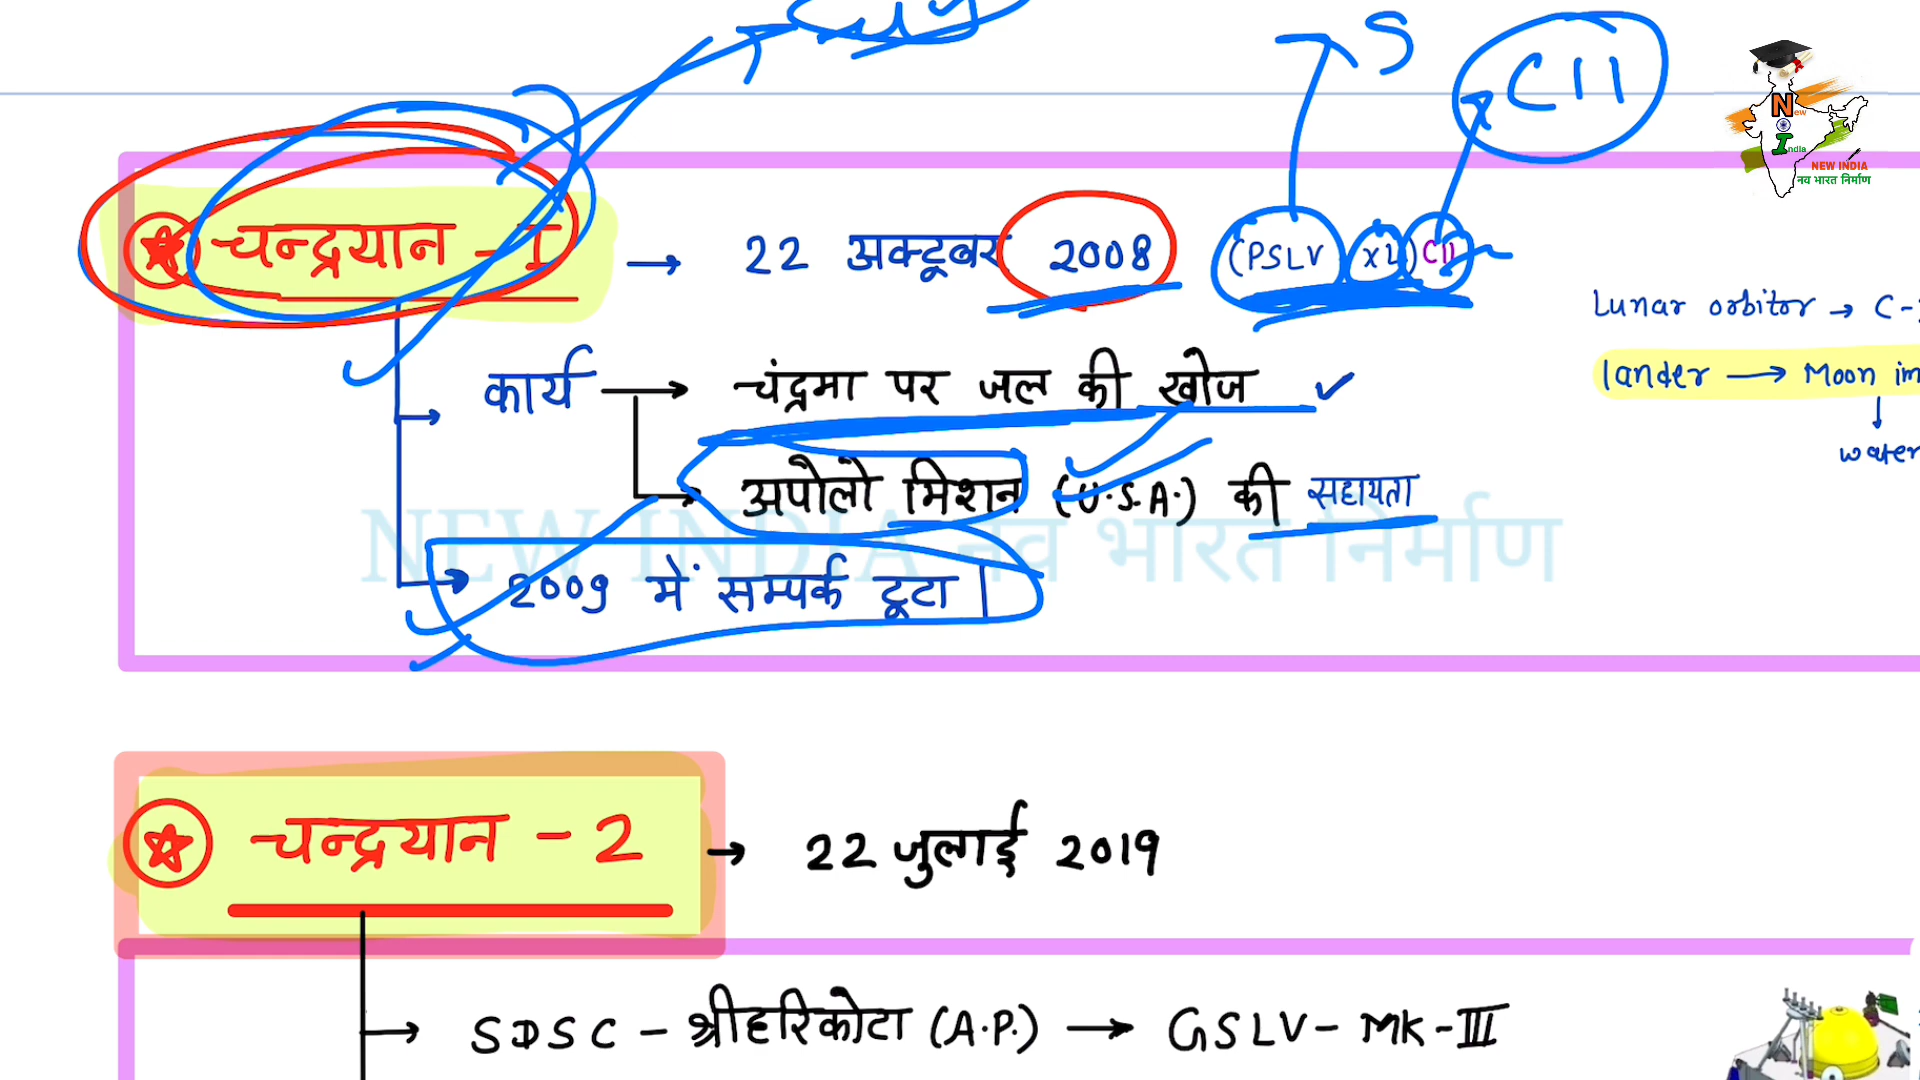 S
C11
New India
NEW INDIA
नव भारत निर्माण
चन्द्रयान - I → 22 अक्टूबर 2008 (PSLV XL) C11
Lunar orbitor → C-
कार्य → चंद्रमा पर जल की खोज ✓
lander → Moon im
water
→ अपोलो मिशन (U.S.A.) की सहायता
NEW INDIA नव भारत निर्माण
→ 2009 में सम्पर्क टूटा |
चन्द्रयान - 2 → 22 जुलाई 2019
→ SDSC - श्रीहरिकोटा (A.P.) → GSLV - MK - III